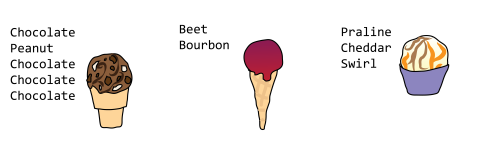 Chocolate
Peanut
Chocolate
Chocolate
Chocolate
Beet
Bourbon
Praline
Cheddar
Swirl